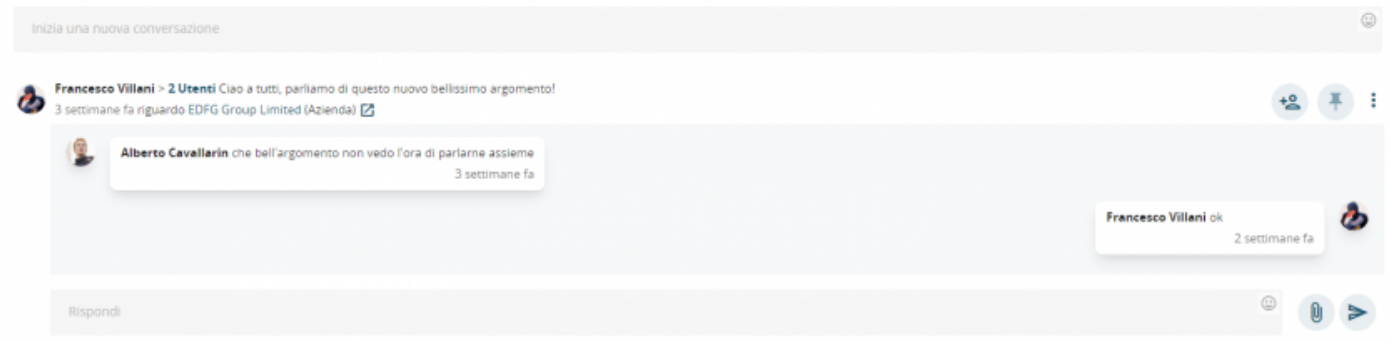 Inizia una nuova conversazione
Francesco Villani > 2 Utenti Ciao a tutti, parliamo di questo nuovo bellissimo argomento!
3 settimane fa riguardo EDFG Group Limited (Azienda)
Alberto Cavallarin che bell'argomento non vedo l'ora di parlarne assieme
3 settimane fa
Francesco Villani ok
2 settimane fa
Rispondi